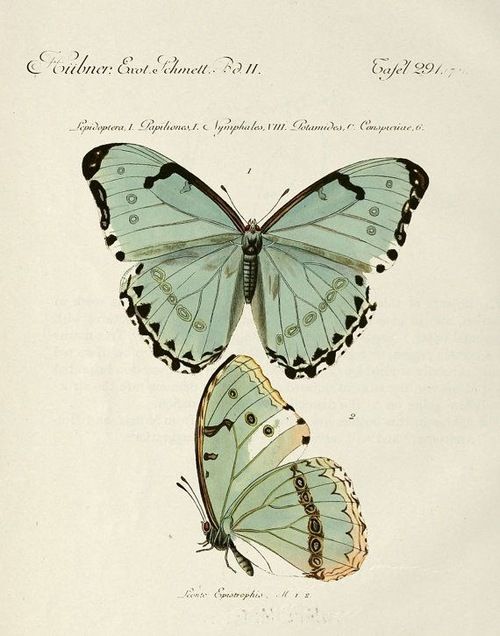 Hübner: Exot. Schmett. Bd II. Tafel 291.
Lepidoptera, I. Papiliones, I. Nymphales, VIII. Potamides, C. Conspicuae, 6.
1
2
Leonte Epistrophis, M. 1. 2.